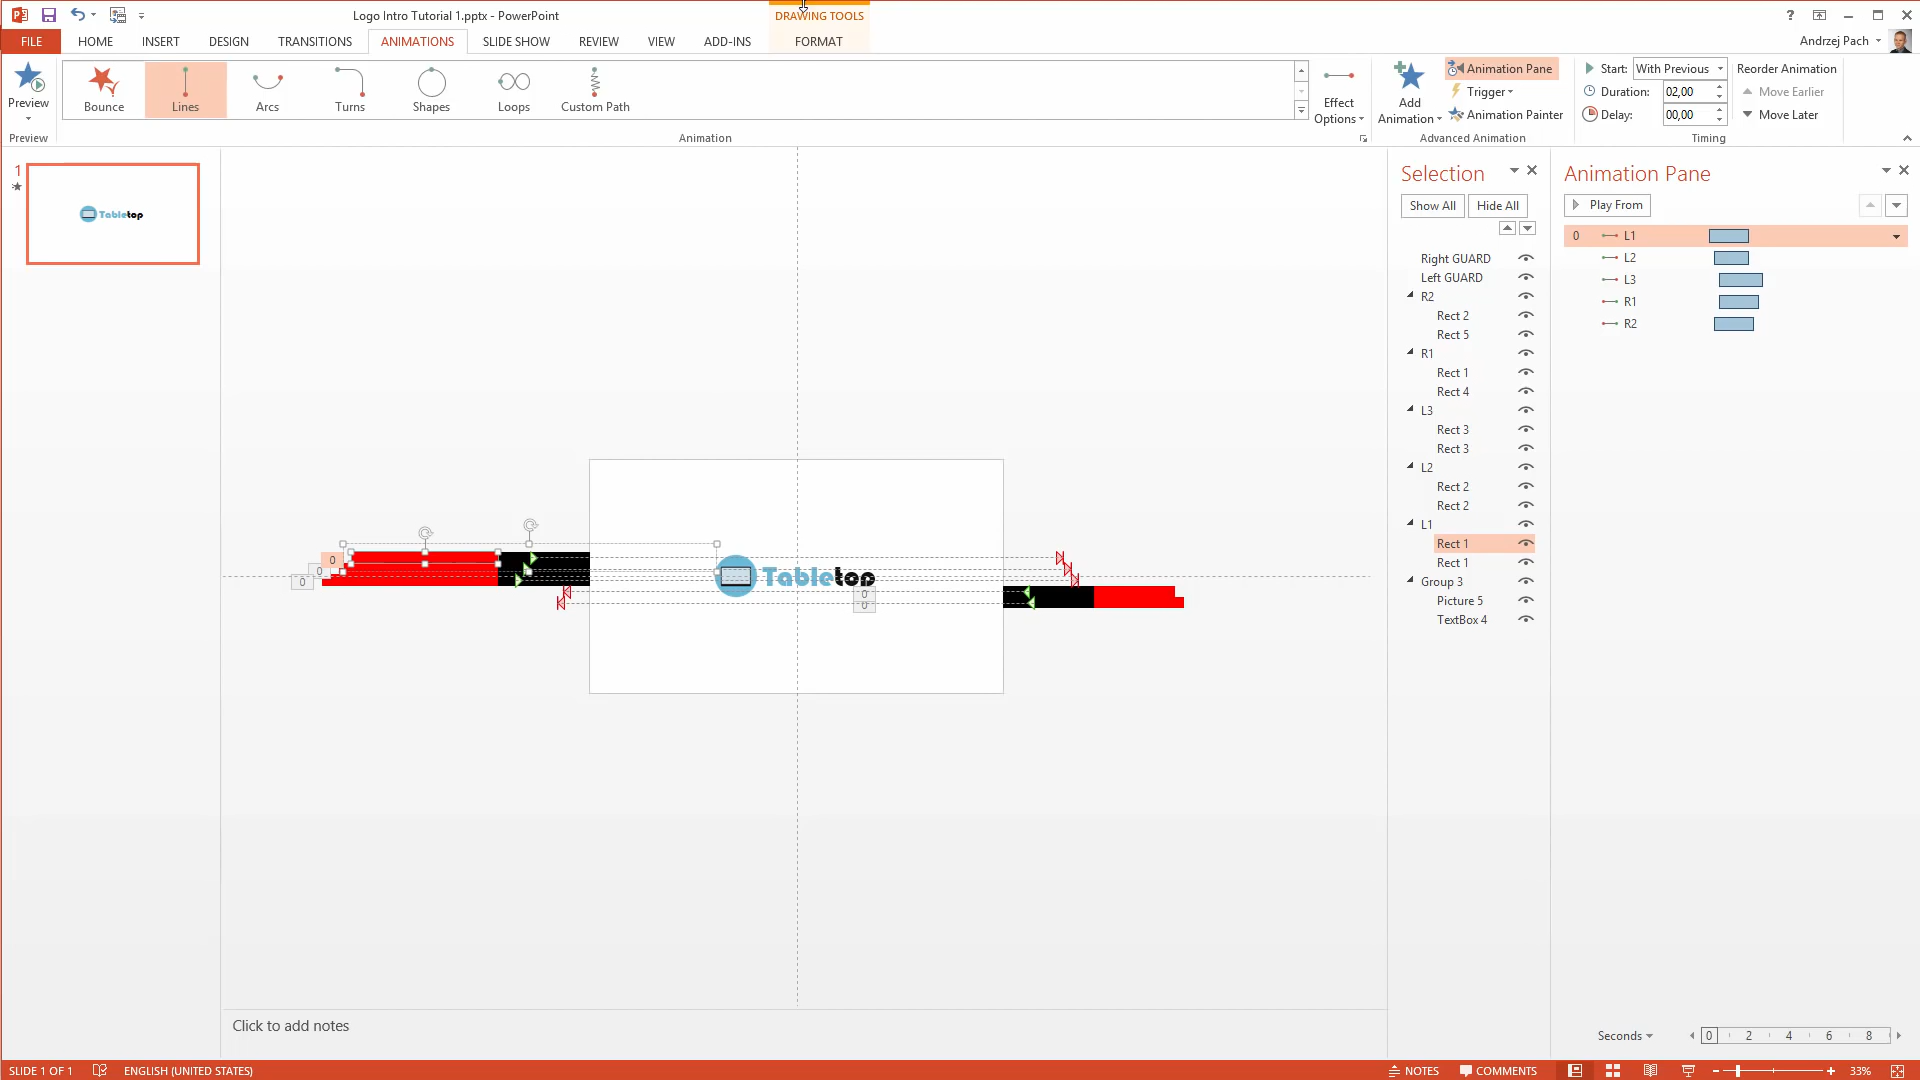 Logo Intro Tutorial 1.pptx - PowerPoint
DRAWING TOOLS
?
FILE HOME INSERT DESIGN TRANSITIONS ANIMATIONS SLIDE SHOW REVIEW VIEW ADD-INS FORMAT
Andrzej Pach
Preview
Bounce Lines Arcs Turns Shapes Loops Custom Path
Effect Options
Add Animation
Animation Pane
Trigger
Animation Painter
Start: With Previous
Duration: 02,00
Delay: 00,00
Reorder Animation
Move Earlier
Move Later
Preview Animation Advanced Animation Timing
1
Tabletop
Tabletop
0
0
0
0
0
Click to add notes
Selection
Show All Hide All
Right GUARD
Left GUARD
R2
Rect 2
Rect 5
R1
Rect 1
Rect 4
L3
Rect 3
Rect 3
L2
Rect 2
Rect 2
L1
Rect 1
Rect 1
Group 3
Picture 5
TextBox 4
Animation Pane
Play From
0 L1
L2
L3
R1
R2
Seconds 0 2 4 6 8
SLIDE 1 OF 1 ENGLISH (UNITED STATES) NOTES COMMENTS 33%